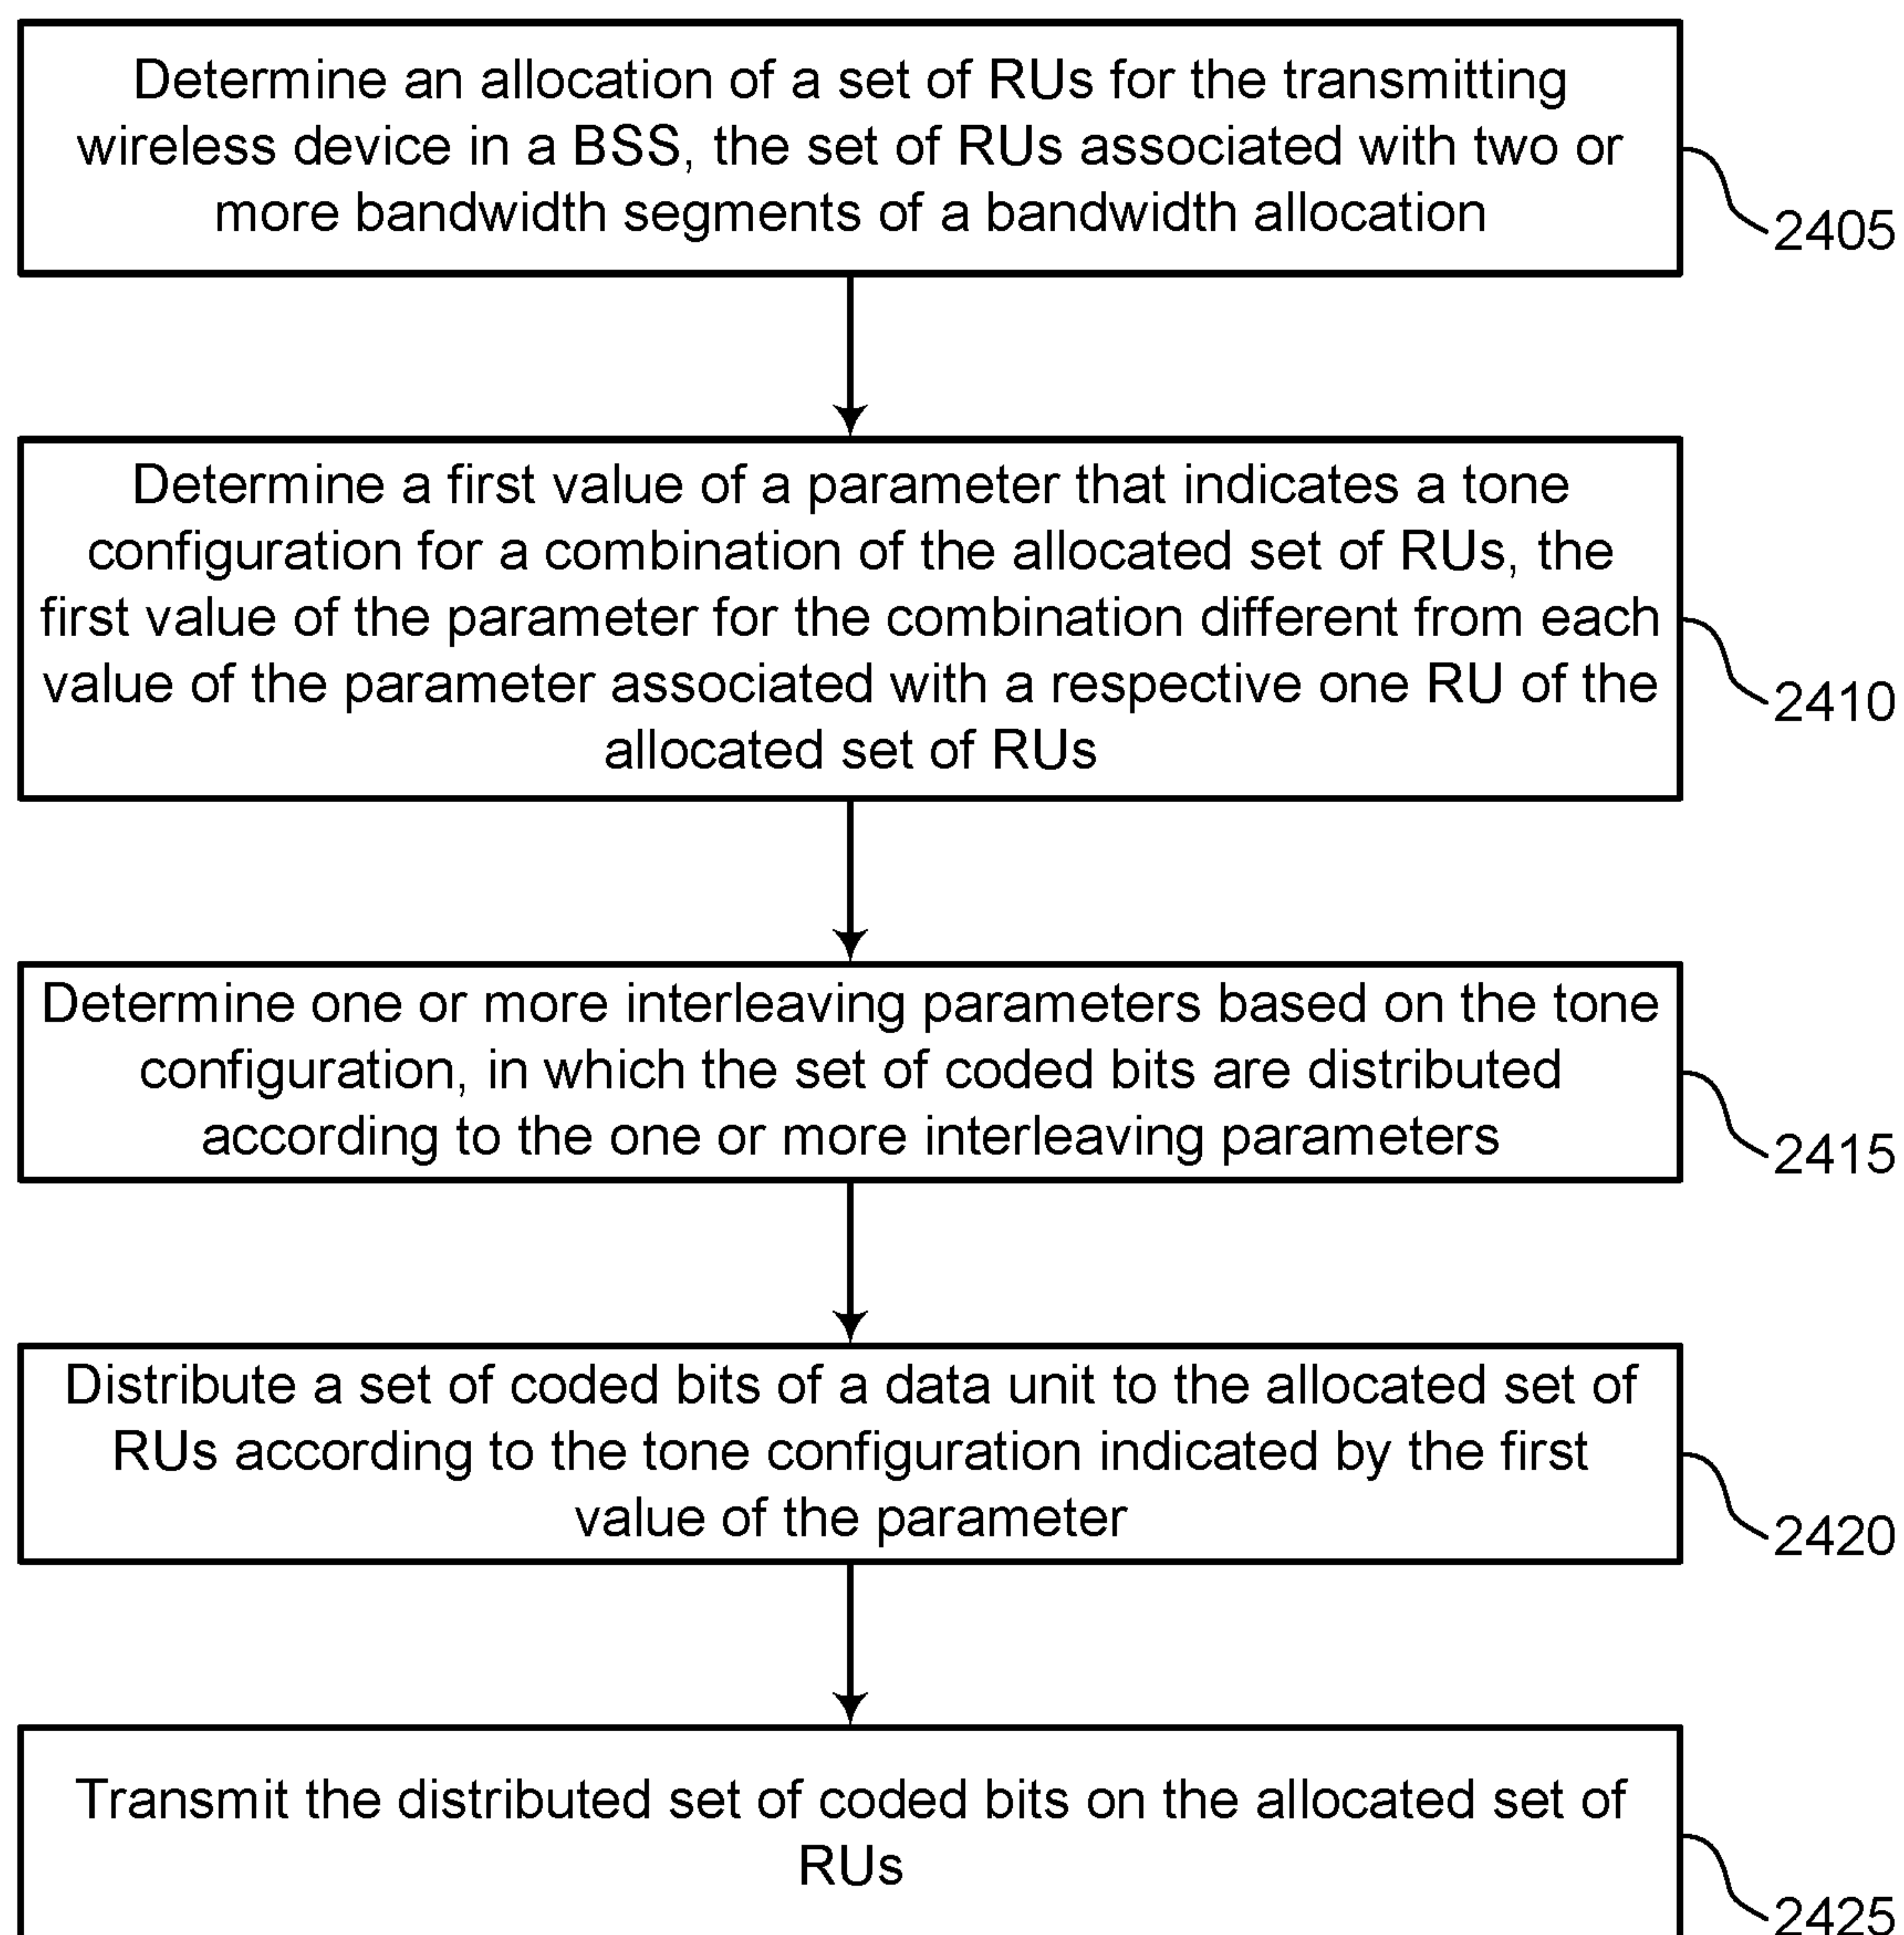 Determine an allocation of a set of RUs for the transmitting
wireless device in a BSS, the set of RUs associated with two or
more bandwidth segments of a bandwidth allocation
2405
Determine a first value of a parameter that indicates a tone
configuration for a combination of the allocated set of RUs, the
first value of the parameter for the combination different from each
value of the parameter associated with a respective one RU of the
allocated set of RUs
2410
Determine one or more interleaving parameters based on the tone
configuration, in which the set of coded bits are distributed
according to the one or more interleaving parameters
2415
Distribute a set of coded bits of a data unit to the allocated set of
RUs according to the tone configuration indicated by the first
value of the parameter
2420
Transmit the distributed set of coded bits on the allocated set of
RUs
2425